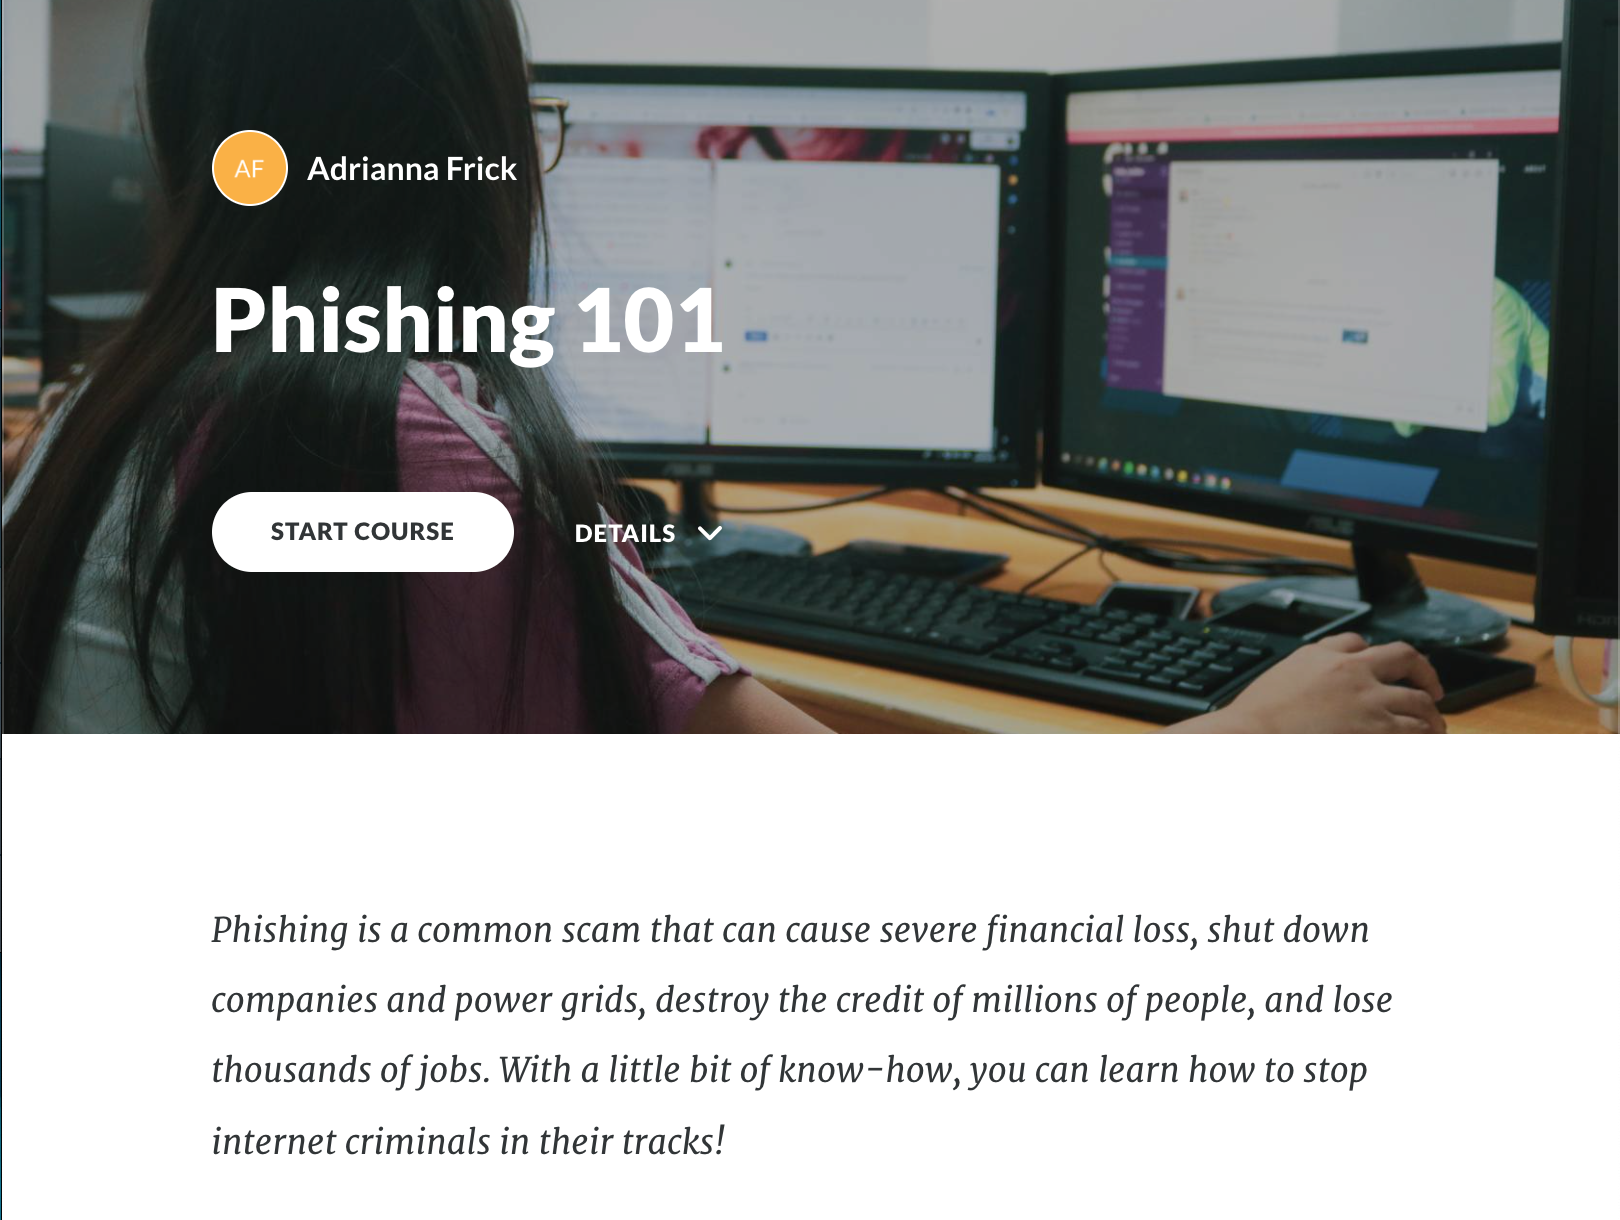 AF
Adrianna Frick
Phishing 101
START COURSE
DETAILS
Phishing is a common scam that can cause severe financial loss, shut down
companies and power grids, destroy the credit of millions of people, and lose
thousands of jobs. With a little bit of know-how, you can learn how to stop
internet criminals in their tracks!